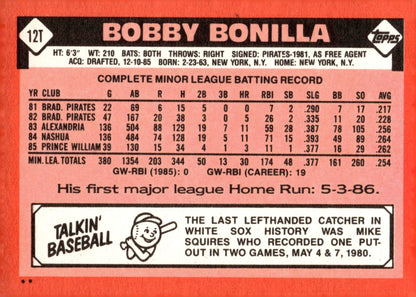 12T
BOBBY BONILLA
Topps
HT: 6'3" WT: 210 BATS: BOTH THROWS: RIGHT SIGNED: PIRATES-1981, AS FREE AGENT
ACQ: DRAFTED, 12-10-85 BORN: 2-23-63, NEW YORK, N.Y. HOME: NEW YORK, N.Y.
COMPLETE MINOR LEAGUE BATTING RECORD
YR CLUB G AB R H 2B 3B HR RBI SB SLG BB SO AVG
81 BRAD. PIRATES 22 69 6 15 5 0 0 7 2 .290 7 17 .217
82 BRAD. PIRATES 47 167 20 38 3 0 5 26 2 .335 11 20 .228
83 ALEXANDRIA 136 504 88 129 19 7 11 59 28 .387 78 105 .256
84 NASHUA 136 484 74 128 19 5 11 71 15 .393 49 89 .264
85 PRINCE WILLIAM 39 130 15 34 4 1 3 11 1 .377 16 29 .262
MIN. LEA. TOTALS 380 1354 203 344 50 13 30 174 48 .377 161 260 .254
GW-RBI (1985): 0 GW-RBI (CAREER): 19
His first major league Home Run: 5-3-86.
TALKIN'
BASEBALL
THE LAST LEFTHANDED CATCHER IN
WHITE SOX HISTORY WAS MIKE
SQUIRES WHO RECORDED ONE PUT-
OUT IN TWO GAMES, MAY 4 & 7, 1980.